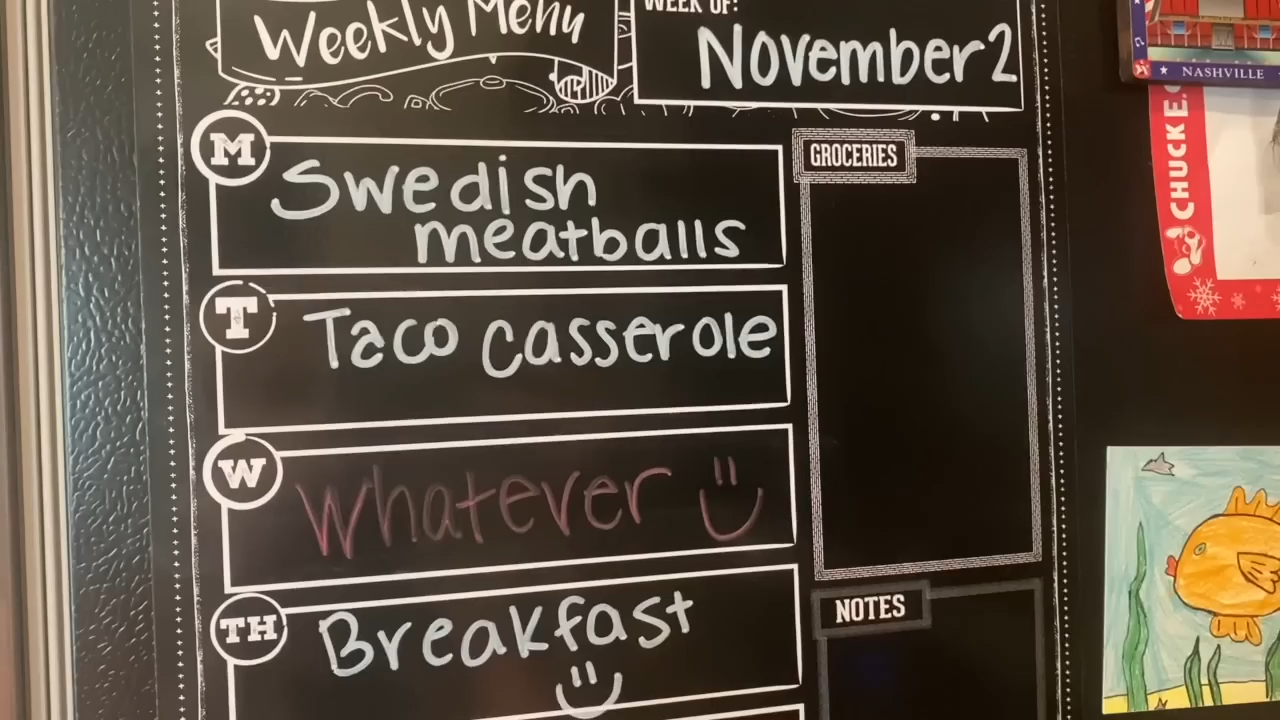 Weekly Menu
WEEK OF:
November 2
M
Swedish
meatballs
T
Taco casserole
W
Whatever
TH
Breakfast
GROCERIES
NOTES
NASHVILLE
CHUCK E.